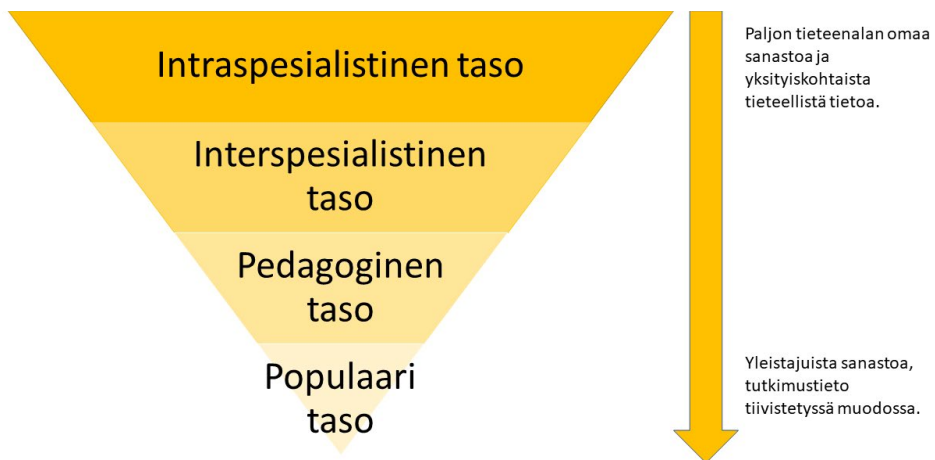 Intraspesialistinen taso
Interspesialistinen
taso
Pedagoginen
taso
Populaari
taso
Paljon tieteenalan omaa
sanastoa ja
yksityiskohtaista
tieteellistä tietoa.
Yleistajuista sanastoa,
tutkimustieto
tiivistetyssä muodossa.